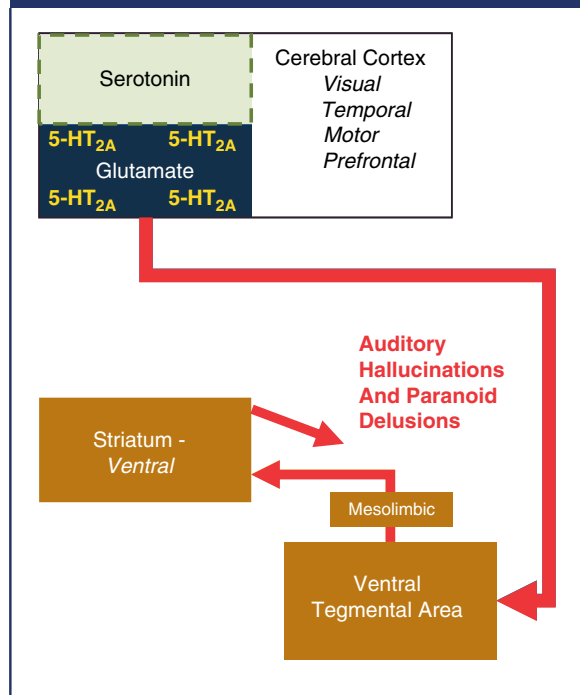 Serotonin
5-HT2A 5-HT2A
Glutamate
5-HT2A 5-HT2A
Cerebral Cortex
Visual
Temporal
Motor
Prefrontal
Auditory
Hallucinations
And Paranoid
Delusions
Striatum -
Ventral
Mesolimbic
Ventral
Tegmental Area